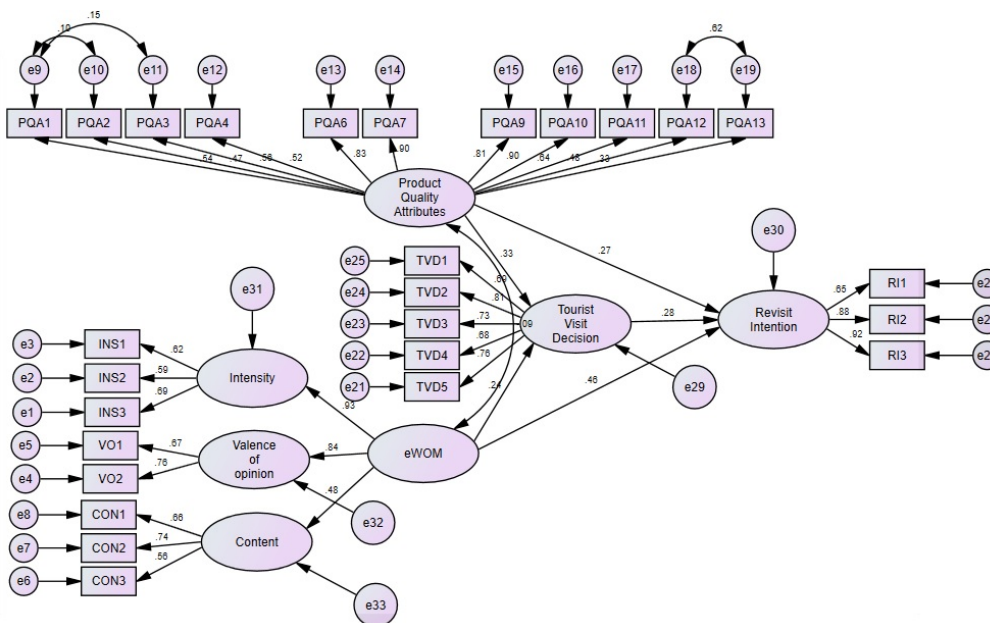 .15
.10
.62
e9
e10
e11
e12
e13
e14
e15
e16
e17
e18
e19
PQA1
PQA2
PQA3
PQA4
PQA6
PQA7
PQA9
PQA10
PQA11
PQA12
PQA13
.54
.47
.52
.83
.90
.81
.90
.64
.48
.33
Product
Quality
Attributes
e30
.33
.27
e25
TVD1
e24
TVD2
.81
e23
TVD3
.73
09
e22
TVD4
.68
e21
TVD5
.76
Tourist
Visit
Decision
.28
Revisit
Intention
.65
RI1
e2
.88
RI2
e2
.92
RI3
e2
e29
.24
.46
e31
e3
INS1
.62
e2
INS2
.59
Intensity
e1
INS3
.69
.93
e5
VO1
.67
e4
VO2
.76
Valence
of
opinion
.84
eWOM
.48
e32
e8
CON1
.66
e7
CON2
.74
Content
e6
CON3
.56
e33